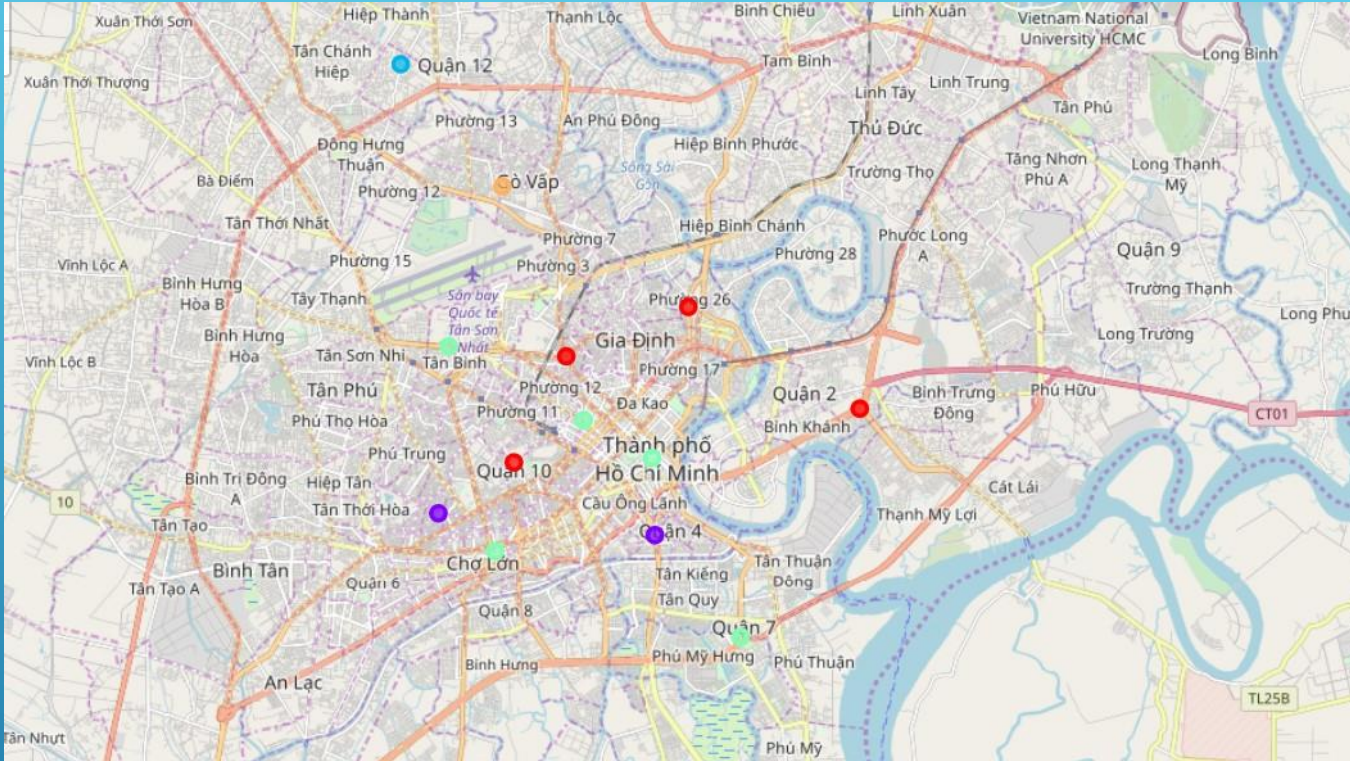 Xuân Thới Sơn
Hiệp Thành
Thạnh Lộc
Bình Chiểu
Linh Xuân
Vietnam National
University HCMC
Long Bình
Tân Chánh
Hiệp
Quận 12
Tam Bình
Xuân Thới Thượng
Linh Tây
Linh Trung
Tân Phú
Phường 13
An Phú Đông
Thủ Đức
Đông Hưng
Thuận
Hiệp Bình Phước
Tăng Nhơn
Phú A
Long Thạnh
Mỹ
Bà Điểm
Phường 12
Gò Vấp
Sông Sài
Gòn
Trường Thọ
Tân Thới Nhất
Hiệp Bình Chánh
Phường 7
Phước Long
A
Quận 9
Vĩnh Lộc A
Phường 15
Phường 3
Phường 28
Bình Hưng
Hòa B
Tây Thạnh
Sân bay
Quốc tế
Tân Sơn
Nhất
Phường 26
Trường Thạnh
Long Phu
Bình Hưng
Hòa
Gia Định
Long Trường
Vĩnh Lộc B
Tân Sơn Nhì
Tân Bình
Phường 17
Tân Phú
Phường 12
Đa Kao
Quận 2
Bình Trưng
Đông
Phú Hữu
CT01
Phú Thọ Hòa
Phường 11
Bình Khánh
Phú Trung
Thành phố
Hồ Chí Minh
Bình Trị Đông
A
Hiệp Tân
Quận 10
Cát Lái
10
Tân Thới Hòa
Cầu Ông Lãnh
Thạnh Mỹ Lợi
Tân Tạo
Quận 4
Bình Tân
Chợ Lớn
Tân Kiểng
Tân Thuận
Đông
Tân Tạo A
Quận 6
Quận 8
Tân Quy
Quận 7
Bình Hưng
Phú Mỹ Hưng
Phú Thuận
An Lạc
TL25B
Tân Nhựt
Phú Mỹ